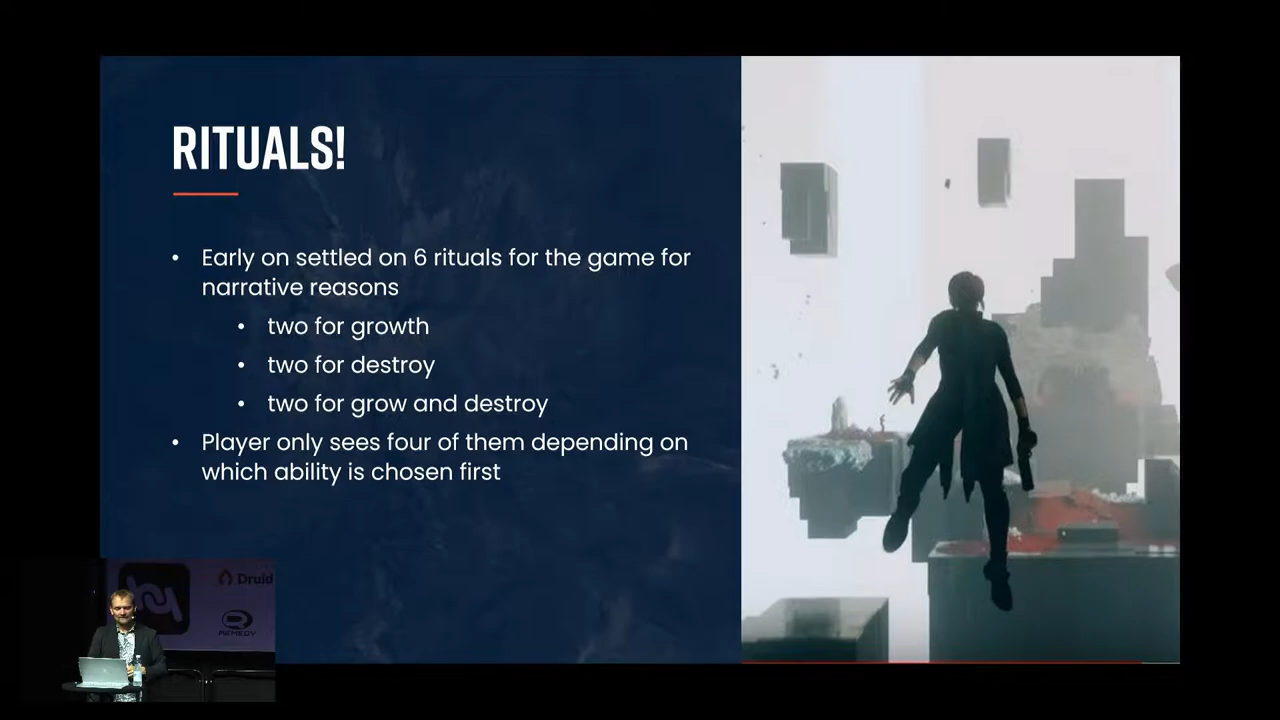 RITUALS!
• Early on settled on 6 rituals for the game for
narrative reasons
• two for growth
• two for destroy
• two for grow and destroy
• Player only sees four of them depending on
which ability is chosen first
Druid
REMEDY